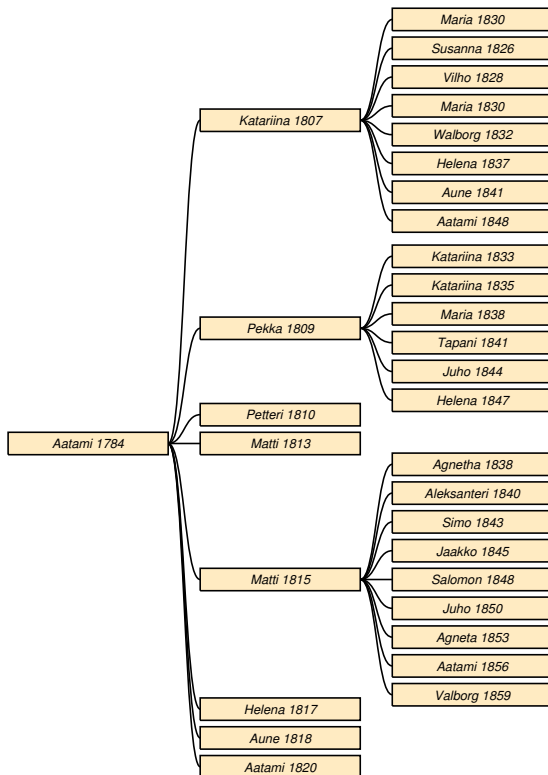 Aatami 1784
Katariina 1807
Maria 1830
Susanna 1826
Vilho 1828
Maria 1830
Walborg 1832
Helena 1837
Aune 1841
Aatami 1848
Pekka 1809
Katariina 1833
Katariina 1835
Maria 1838
Tapani 1841
Juho 1844
Helena 1847
Petteri 1810
Matti 1813
Matti 1815
Agnetha 1838
Aleksanteri 1840
Simo 1843
Jaakko 1845
Salomon 1848
Juho 1850
Agneta 1853
Aatami 1856
Valborg 1859
Helena 1817
Aune 1818
Aatami 1820